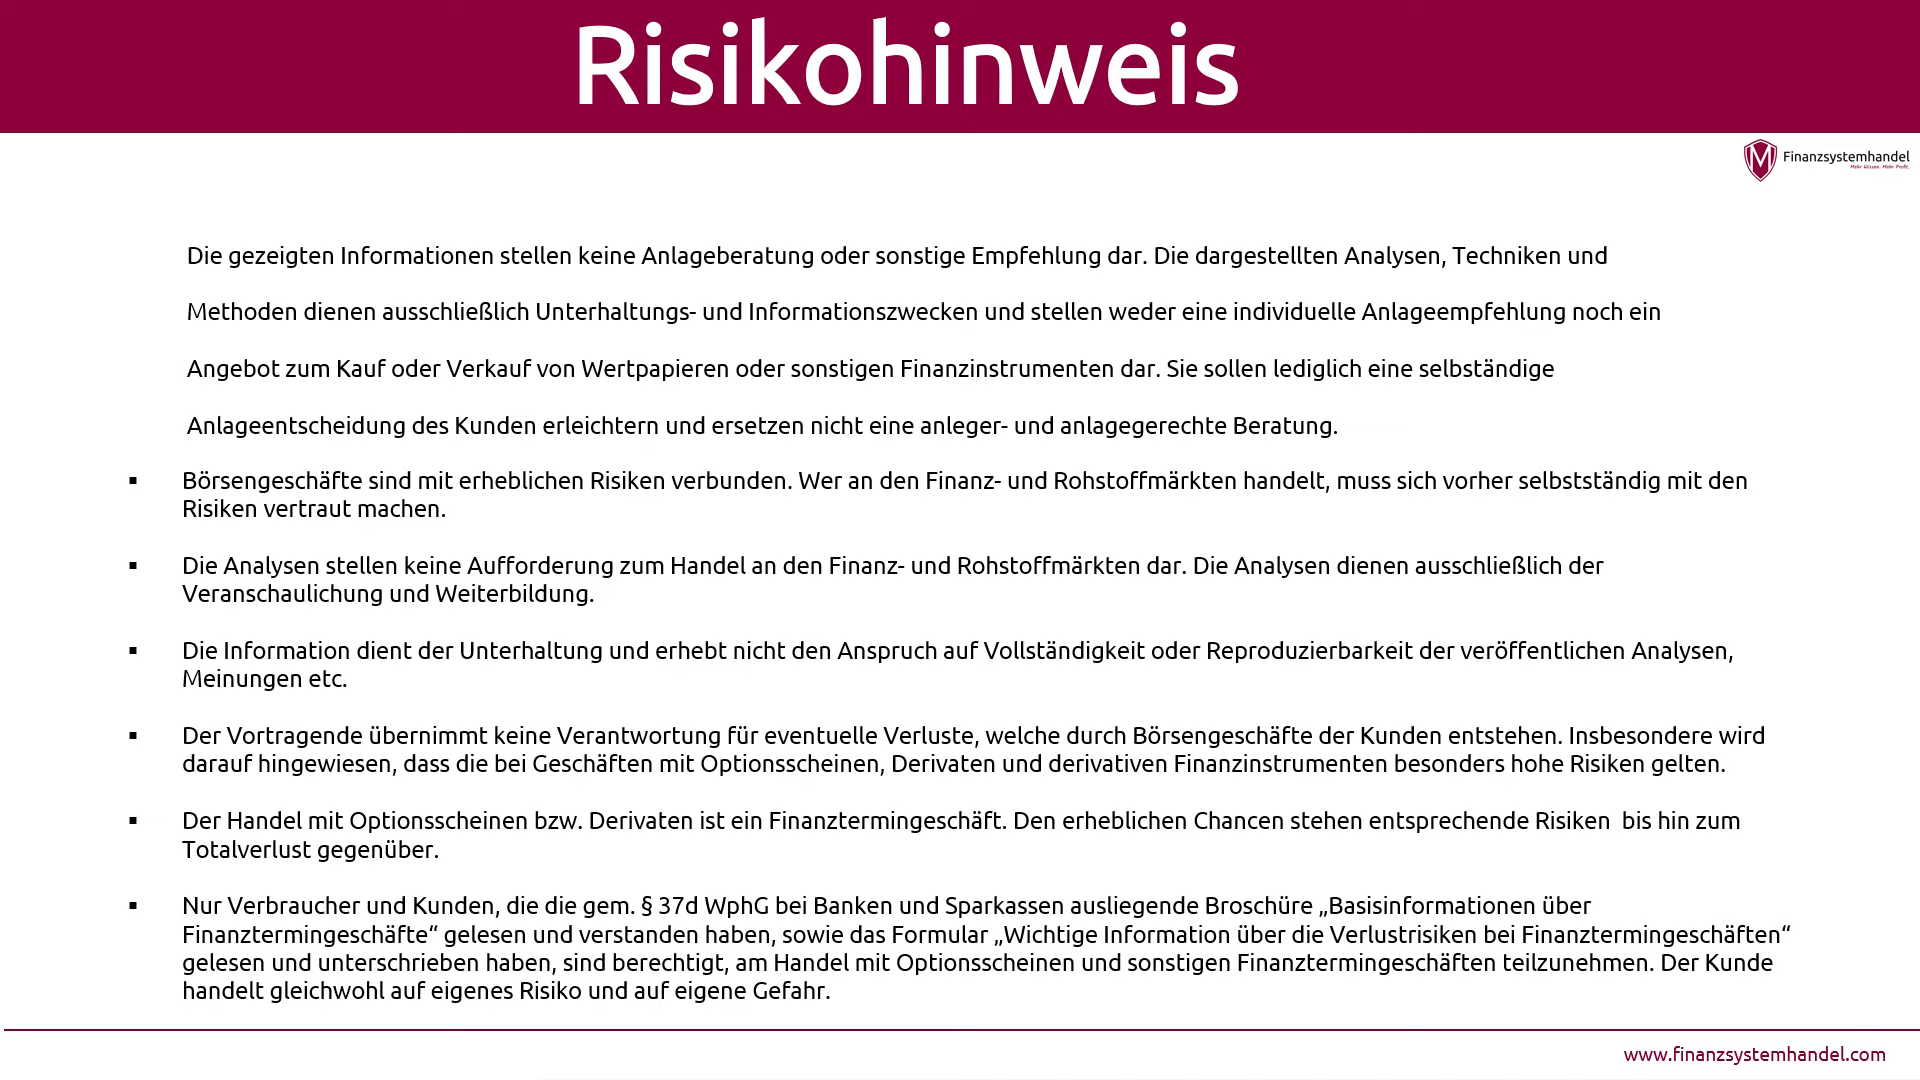 Risikohinweis
Finanzsystemhandel
Mehr Wissen. Mehr Profit.
Die gezeigten Informationen stellen keine Anlageberatung oder sonstige Empfehlung dar. Die dargestellten Analysen, Techniken und
Methoden dienen ausschließlich Unterhaltungs- und Informationszwecken und stellen weder eine individuelle Anlageempfehlung noch ein
Angebot zum Kauf oder Verkauf von Wertpapieren oder sonstigen Finanzinstrumenten dar. Sie sollen lediglich eine selbständige
Anlageentscheidung des Kunden erleichtern und ersetzen nicht eine anleger- und anlagegerechte Beratung.
▪ Börsengeschäfte sind mit erheblichen Risiken verbunden. Wer an den Finanz- und Rohstoffmärkten handelt, muss sich vorher selbstständig mit den
Risiken vertraut machen.
▪ Die Analysen stellen keine Aufforderung zum Handel an den Finanz- und Rohstoffmärkten dar. Die Analysen dienen ausschließlich der
Veranschaulichung und Weiterbildung.
▪ Die Information dient der Unterhaltung und erhebt nicht den Anspruch auf Vollständigkeit oder Reproduzierbarkeit der veröffentlichen Analysen,
Meinungen etc.
▪ Der Vortragende übernimmt keine Verantwortung für eventuelle Verluste, welche durch Börsengeschäfte der Kunden entstehen. Insbesondere wird
darauf hingewiesen, dass die bei Geschäften mit Optionsscheinen, Derivaten und derivativen Finanzinstrumenten besonders hohe Risiken gelten.
▪ Der Handel mit Optionsscheinen bzw. Derivaten ist ein Finanztermingeschäft. Den erheblichen Chancen stehen entsprechende Risiken  bis hin zum
Totalverlust gegenüber.
▪ Nur Verbraucher und Kunden, die die gem. § 37d WphG bei Banken und Sparkassen ausliegende Broschüre „Basisinformationen über
Finanztermingeschäfte“ gelesen und verstanden haben, sowie das Formular „Wichtige Information über die Verlustrisiken bei Finanztermingeschäften“
gelesen und unterschrieben haben, sind berechtigt, am Handel mit Optionsscheinen und sonstigen Finanztermingeschäften teilzunehmen. Der Kunde
handelt gleichwohl auf eigenes Risiko und auf eigene Gefahr.
www.finanzsystemhandel.com